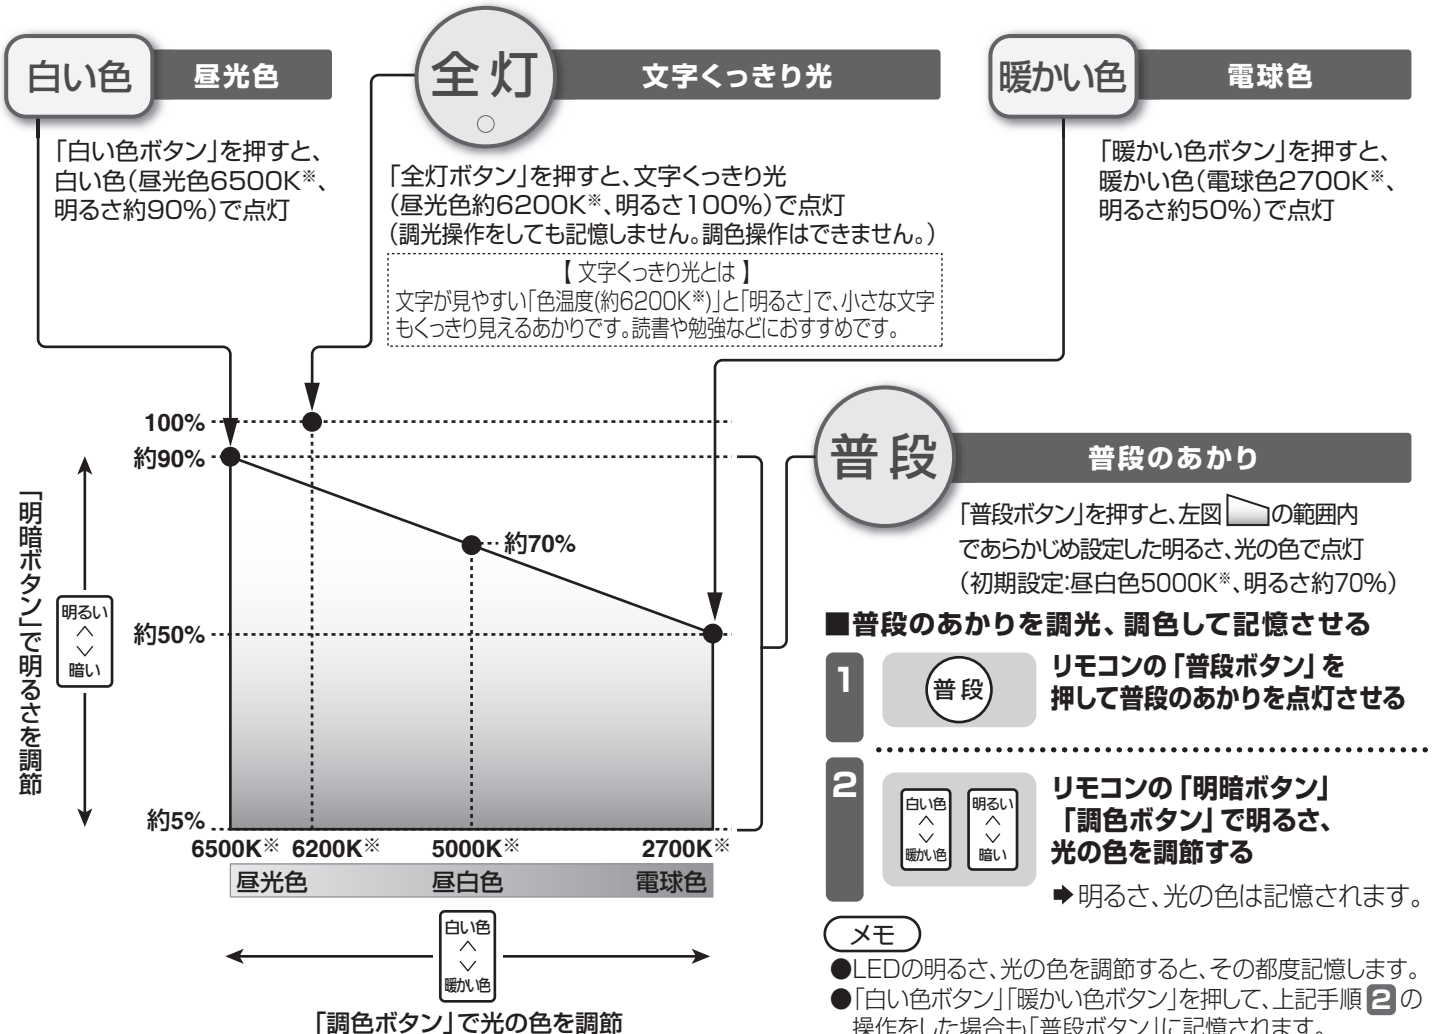 白い色
昼光色
「白い色ボタン」を押すと、
白い色(昼光色6500K※、
明るさ約90%)で点灯
全灯
文字くっきり光
「全灯ボタン」を押すと、文字くっきり光
(昼光色約6200K※、明るさ100%)で点灯
(調光操作をしても記憶しません。調色操作はできません。)
【 文字くっきり光とは 】
文字が見やすい「色温度(約6200K※)」と「明るさ」で、小さな文字
もくっきり見えるあかりです。読書や勉強などにおすすめです。
暖かい色
電球色
「暖かい色ボタン」を押すと、
暖かい色(電球色2700K※、
明るさ約50%)で点灯
100%
約90%
約70%
約50%
約5%
「明暗ボタン」で明るさを調節
明るい
暗い
6500K※ 6200K※ 5000K※ 2700K※
昼光色 昼白色 電球色
白い色
暖かい色
「調色ボタン」で光の色を調節
普段
普段のあかり
「普段ボタン」を押すと、左図の範囲内
であらかじめ設定した明るさ、光の色で点灯
(初期設定:昼白色5000K※、明るさ約70%)
■普段のあかりを調光、調色して記憶させる
1
普段
リモコンの「普段ボタン」を
押して普段のあかりを点灯させる
2
白い色
暖かい色
明るい
暗い
リモコンの「明暗ボタン」
「調色ボタン」で明るさ、
光の色を調節する
➡明るさ、光の色は記憶されます。
メモ
●LEDの明るさ、光の色を調節すると、その都度記憶します。
●「白い色ボタン」「暖かい色ボタン」を押して、上記手順2の
操作をした場合も「普段ボタン」に記憶されます。